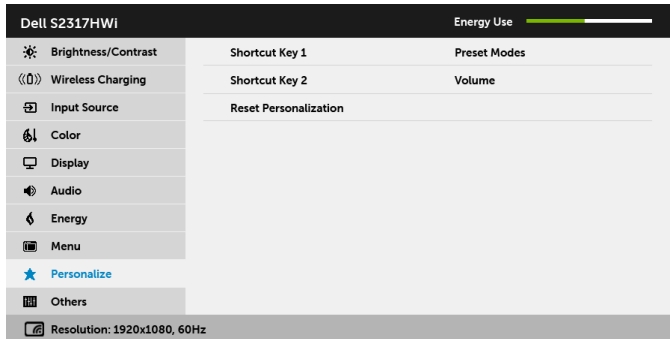 Dell S2317HWi Energy Use
Brightness/Contrast Shortcut Key 1 Preset Modes
Wireless Charging Shortcut Key 2 Volume
Input Source Reset Personalization
Color
Display
Audio
Energy
Menu
Personalize
Others
Resolution: 1920x1080, 60Hz